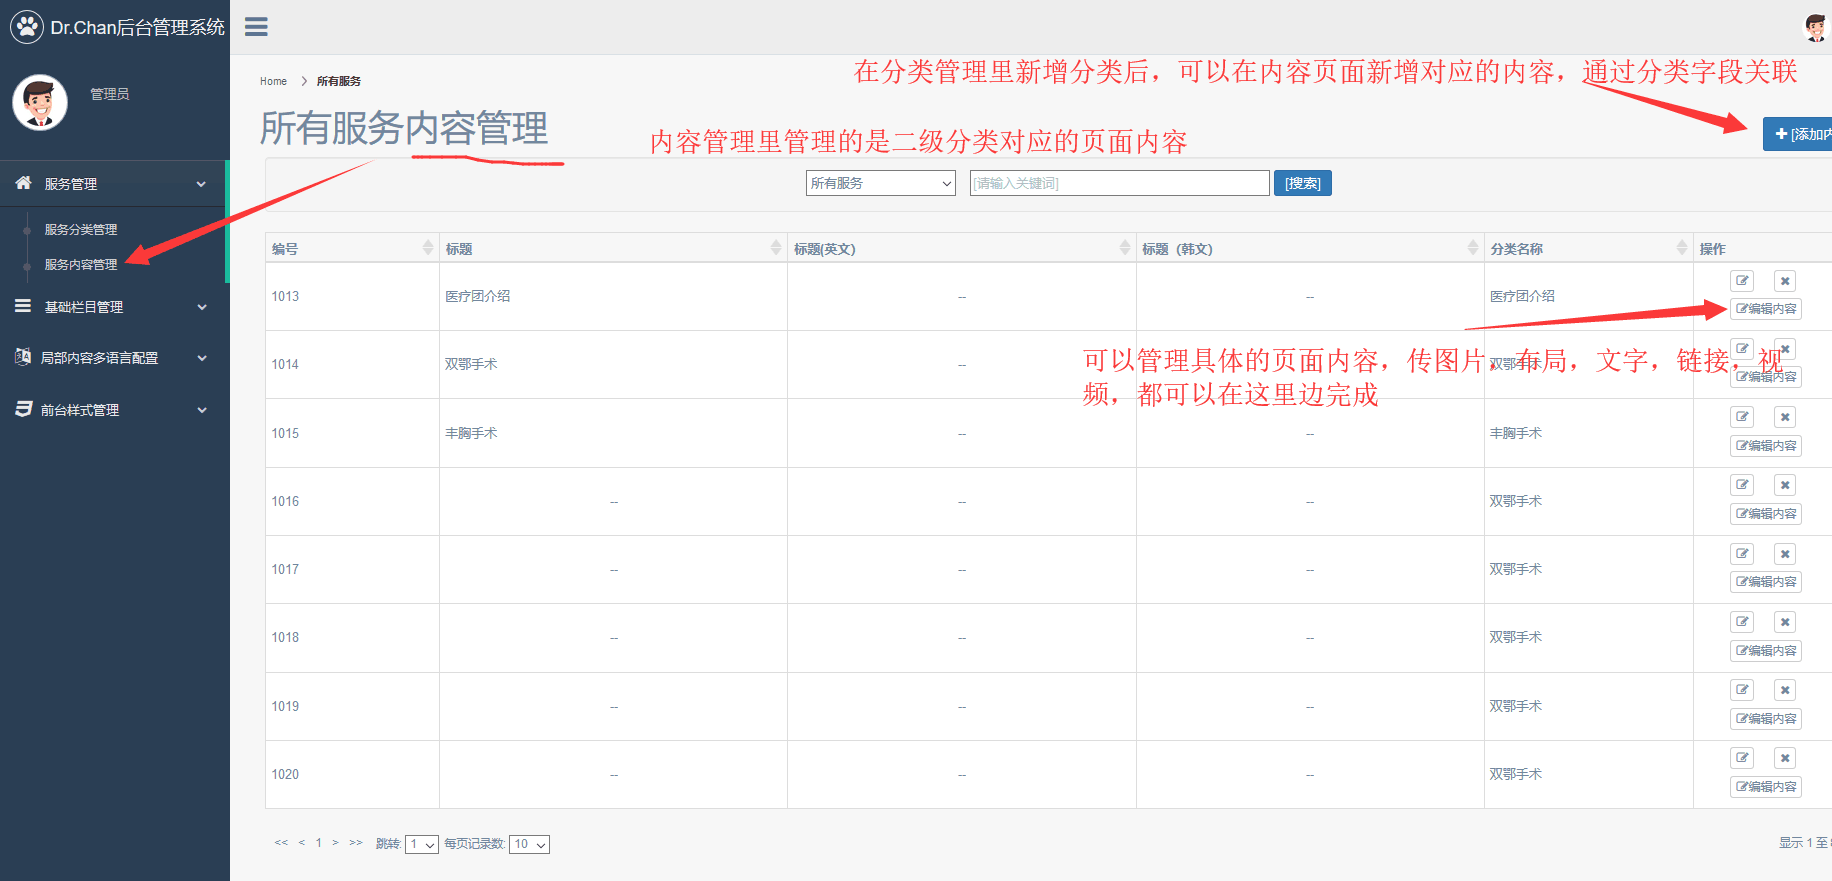 Dr.Chan后台管理系统
管理员
服务管理
服务分类管理
服务内容管理
基础栏目管理
局部内容多语言配置
前台样式管理
Home > 所有服务
在分类管理里新增分类后，可以在内容页面新增对应的内容，通过分类字段关联
所有服务内容管理
内容管理里管理的是二级分类对应的页面内容
[添加内
所有服务 [请输入关键词] [搜索]
编号 标题 标题(英文) 标题（韩文) 分类名称 操作
1013 医疗团介绍 -- -- 医疗团介绍
编辑内容
1014 双鄂手术 -- 双鄂手术
编辑内容
可以管理具体的页面内容，传图片，布局，文字，链接，视
频，都可以在这里边完成
1015 丰胸手术 -- -- 丰胸手术
编辑内容
1016 -- -- -- 双鄂手术
编辑内容
1017 -- -- -- 双鄂手术
编辑内容
1018 -- -- -- 双鄂手术
编辑内容
1019 -- -- -- 双鄂手术
编辑内容
1020 -- -- -- 双鄂手术
编辑内容
<< < 1 > >> 跳转: 1 每页记录数: 10
显示 1 至